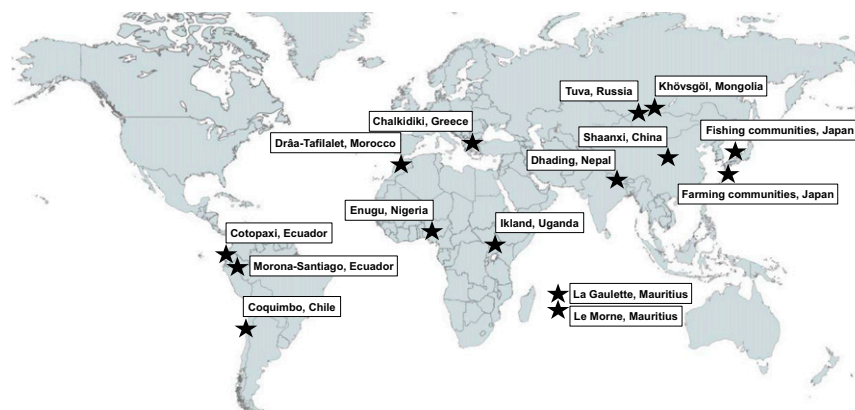 Tuva, Russia
Khövsgöl, Mongolia
Chalkidiki, Greece
Fishing communities, Japan
Drâa-Tafilalet, Morocco
Shaanxi, China
Dhading, Nepal
Farming communities, Japan
Enugu, Nigeria
Ikland, Uganda
Cotopaxi, Ecuador
Morona-Santiago, Ecuador
La Gaulette, Mauritius
Coquimbo, Chile
Le Morne, Mauritius